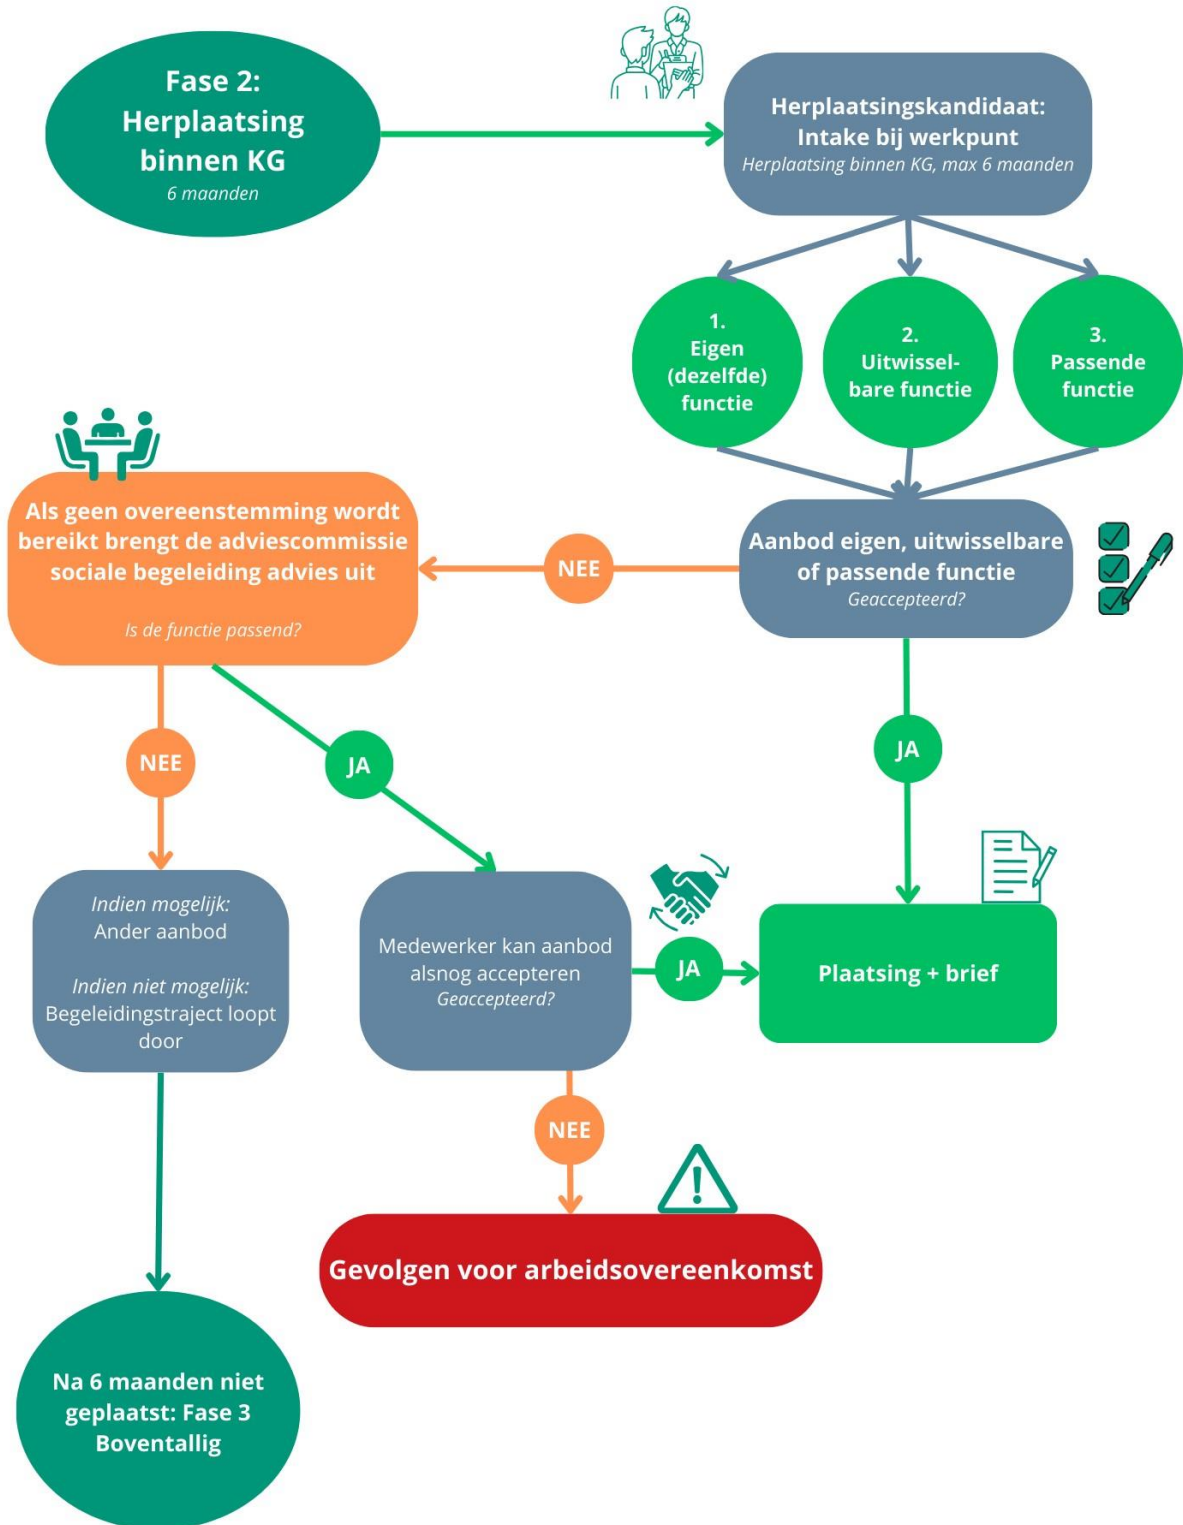 Fase 2:
Herplaatsing
binnen KG
6 maanden
Herplaatsingskandidaat:
Intake bij werkpunt
Herplaatsing binnen KG, max 6 maanden
1.
Eigen
(dezelfde)
functie
2.
Uitwissel-
bare functie
3.
Passende
functie
Aanbod eigen, uitwisselbare
of passende functie
Geaccepteerd?
NEE
Als geen overeenstemming wordt
bereikt brengt de adviescommissie
sociale begeleiding advies uit
Is de functie passend?
JA
NEE
JA
Indien mogelijk:
Ander aanbod
Indien niet mogelijk:
Begeleidingstraject loopt
door
Medewerker kan aanbod
alsnog accepteren
Geaccepteerd?
JA
Plaatsing + brief
NEE
Gevolgen voor arbeidsovereenkomst
Na 6 maanden niet
geplaatst: Fase 3
Boventallig